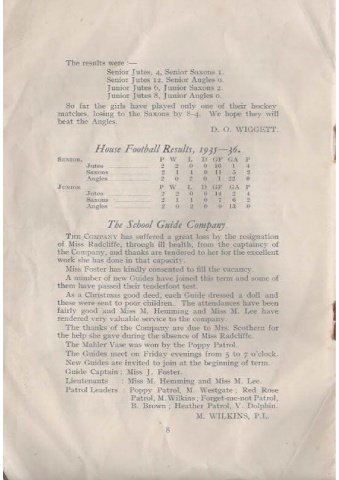 The results were :—
Senior Jutes, 4, Senior Saxons 1.
Senior Jutes 12, Senior Angles 0.
Junior Jutes 6, Junior Saxons 2.
Junior Jutes 8, Junior Angles 0.
So far the girls have played only one of their hockey
matches, losing to the Saxons by 8-4. We hope they will
beat the Angles.
D. O. WIGGETT.
House Football Results, 1935—36.
SENIOR. P W L D GF GA P
Jutes 2 2 0 0 16 1 4
Saxons 2 1 1 0 11 5 2
Angles 2 0 2 0 1 22 0
JUNIOR P W L D GF GA P
Jutes 2 2 0 0 14 2 4
Saxons 2 1 1 0 7 6 2
Angles 2 0 2 0 0 13 0
The School Guide Company
THE COMPANY has suffered a great loss by the resignation
of Miss Radcliffe, through ill health, from the captaincy of
the Company, and thanks are tendered to her for the excellent
work she has done in that capacity.
Miss Foster has kindly consented to fill the vacancy
A number of new Guides have joined this term and some of
them have passed their tenderfoot test.
As a Christmas good deed, each Guide dressed a doll and
these were sent to poor children. The attendances have been
fairly good and Miss M. Hemming and Miss M. Lee have
rendered very valuable service to the company.
The thanks of the Company are due to Mrs. Scothern for
the help she gave during the absence of Miss Radcliffe.
The Mahler Vase was won by the Poppy Patrol.
The Guides meet on Friday evenings from 5 to 7 o'clock.
New Guides are invited to join at the beginning of term.
Guide Captain : Miss J. Foster.
Lieutenants : Miss M. Hemming and Miss M. Lee.
Patrol Leaders : Poppy Patrol, M. Westgate ; Red Rose
Patrol, M. Wilkins ; Forget-me-not Patrol,
B. Brown ; Heather Patrol, V. Dolphin.
M. WILKINS, P.L.
8